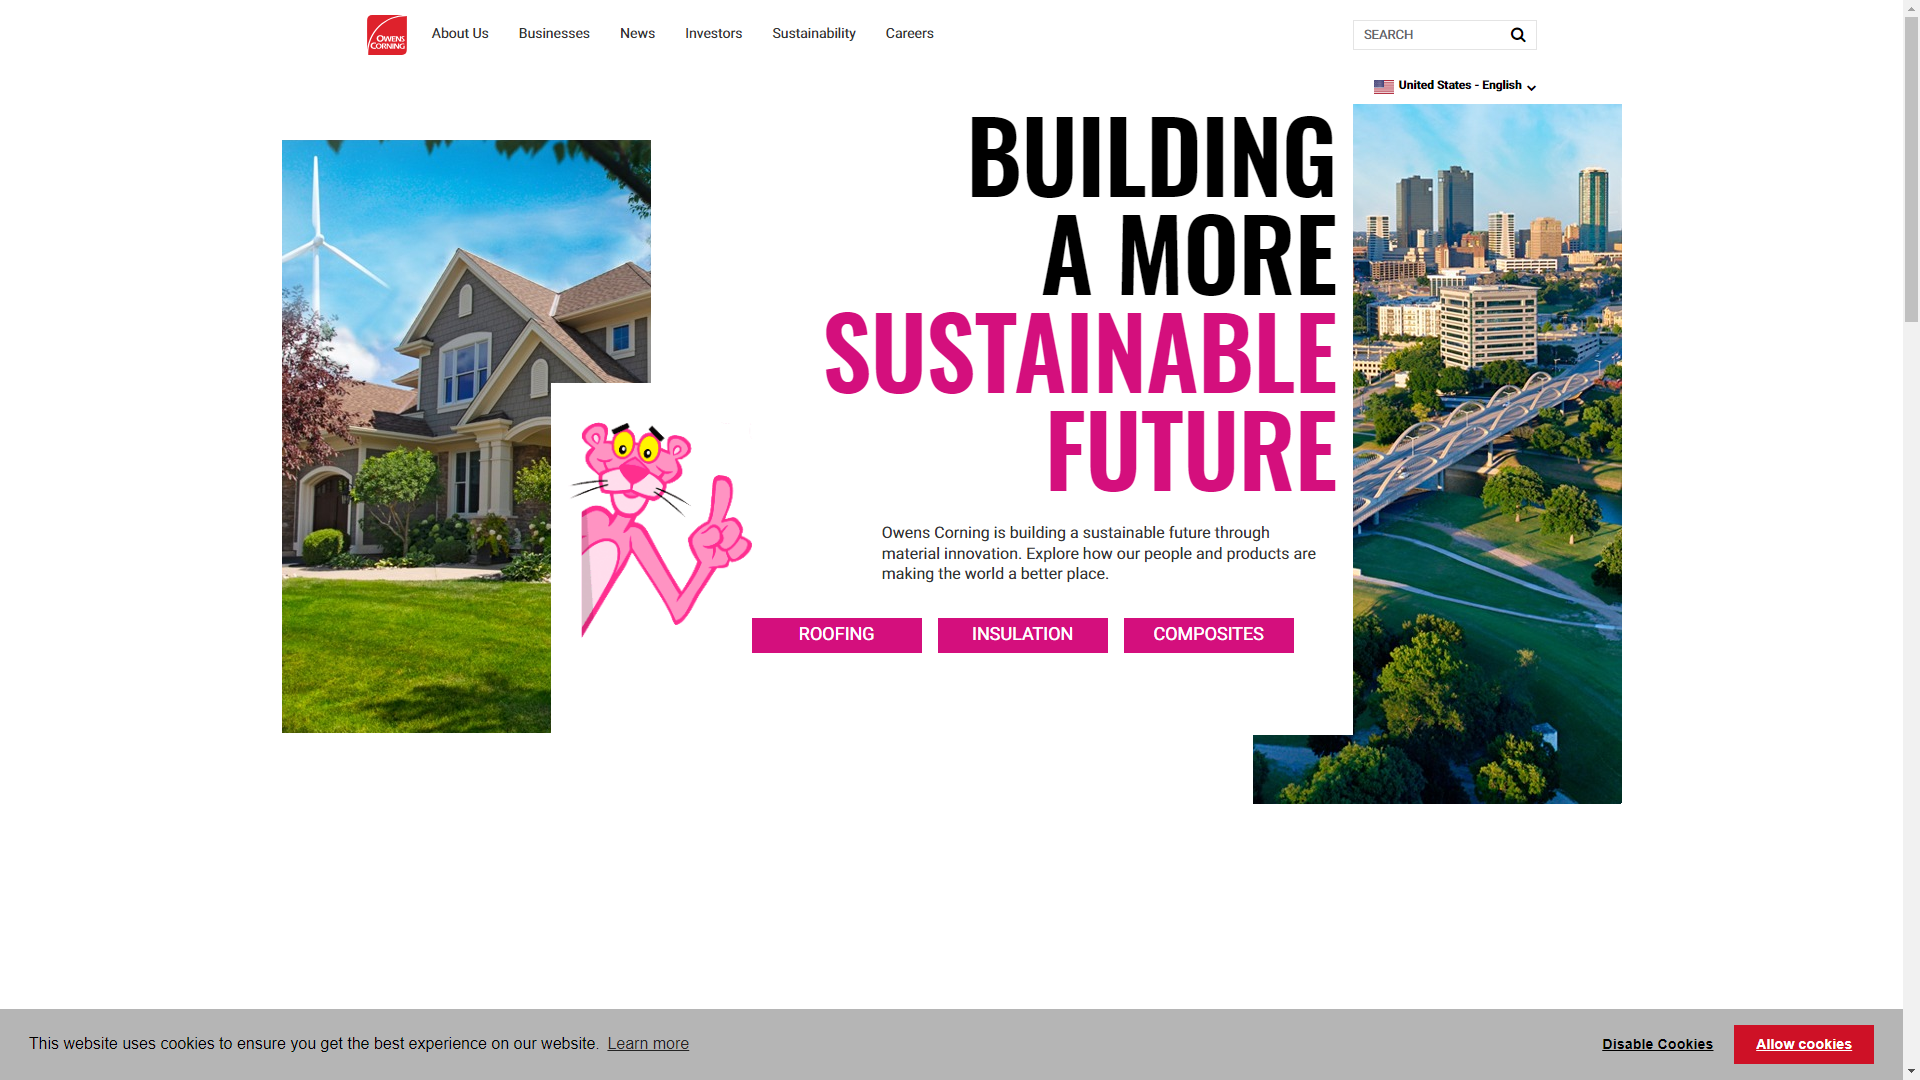 OWENS
CORNING
About Us
Businesses
News
Investors
Sustainability
Careers
SEARCH
United States - English
BUILDING
A MORE
SUSTAINABLE
FUTURE
Owens Corning is building a sustainable future through
material innovation. Explore how our people and products are
making the world a better place.
ROOFING
INSULATION
COMPOSITES
This website uses cookies to ensure you get the best experience on our website. Learn more
Disable Cookies
Allow cookies